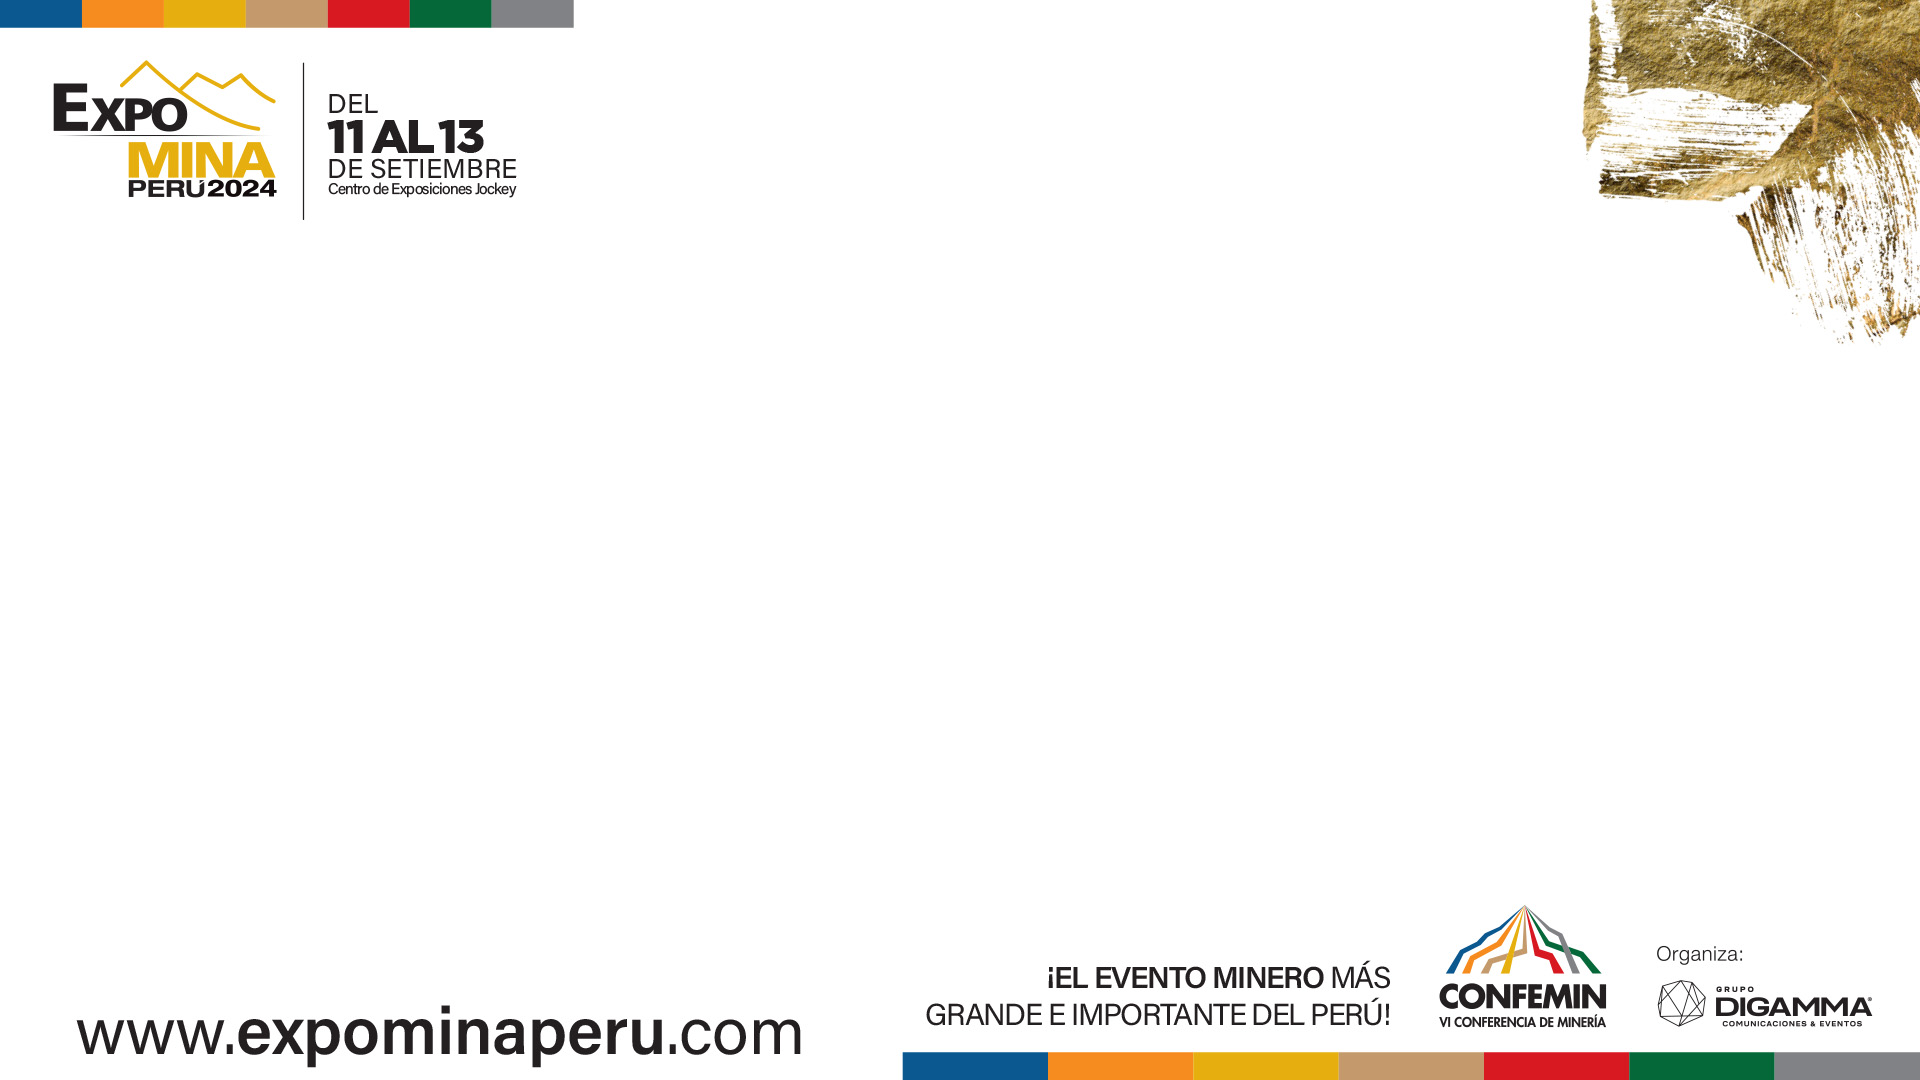 EXPO
MINA
PERÚ 2024
DEL
11 AL 13
DE SETIEMBRE
Centro de Exposiciones Jockey
www.expominaperu.com
¡EL EVENTO MINERO MÁS
GRANDE E IMPORTANTE DEL PERÚ!
CONFEMIN
VI CONFERENCIA DE MINERÍA
Organiza:
GRUPO
DIGAMMA®
COMUNICACIONES & EVENTOS